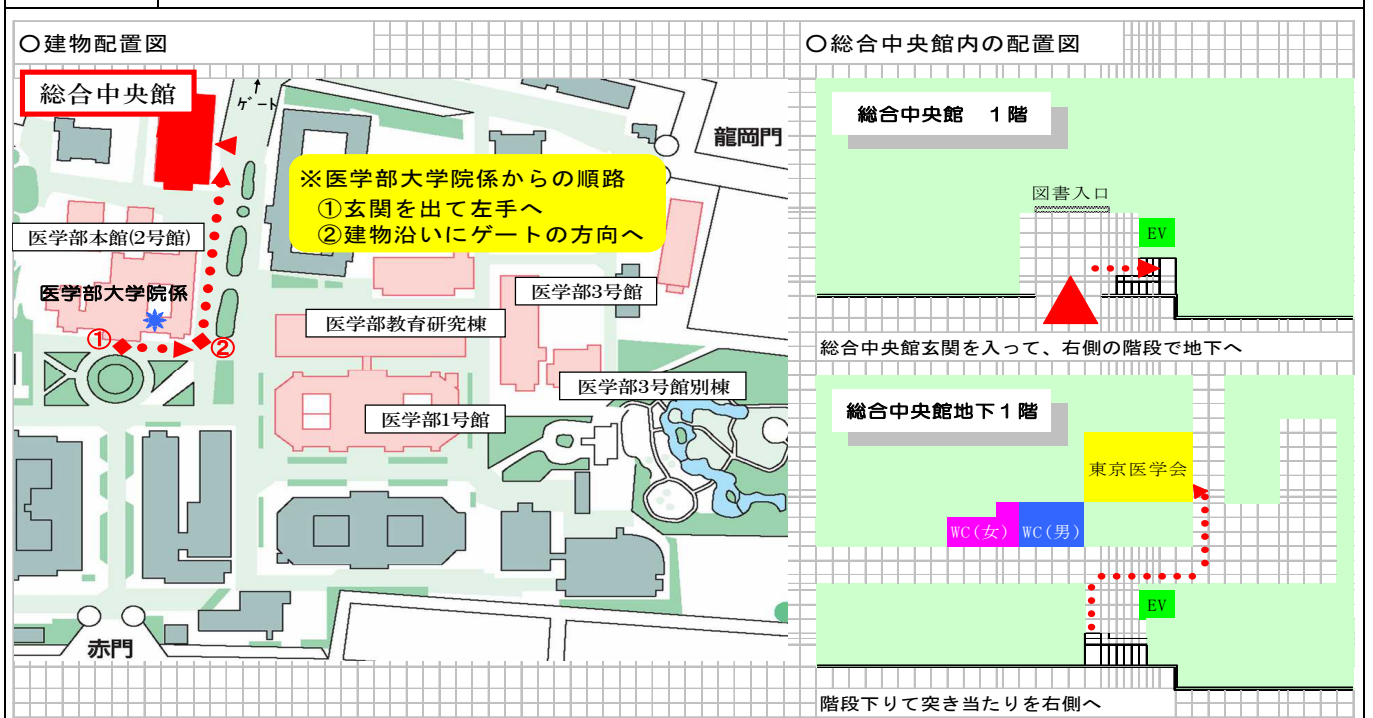 〇建物配置図
総合中央館
↑
ゲート
龍岡門
※医学部大学院係からの順路
①玄関を出て左手へ
②建物沿いにゲートの方向へ
医学部本館(2号館)
医学部大学院係
①
②
医学部3号館
医学部教育研究棟
医学部3号館別棟
医学部1号館
赤門
〇総合中央館内の配置図
総合中央館 1階
図書入口
EV
総合中央館玄関を入って、右側の階段で地下へ
総合中央館地下1階
東京医学会
WC(女)
WC(男)
EV
階段下りて突き当たりを右側へ